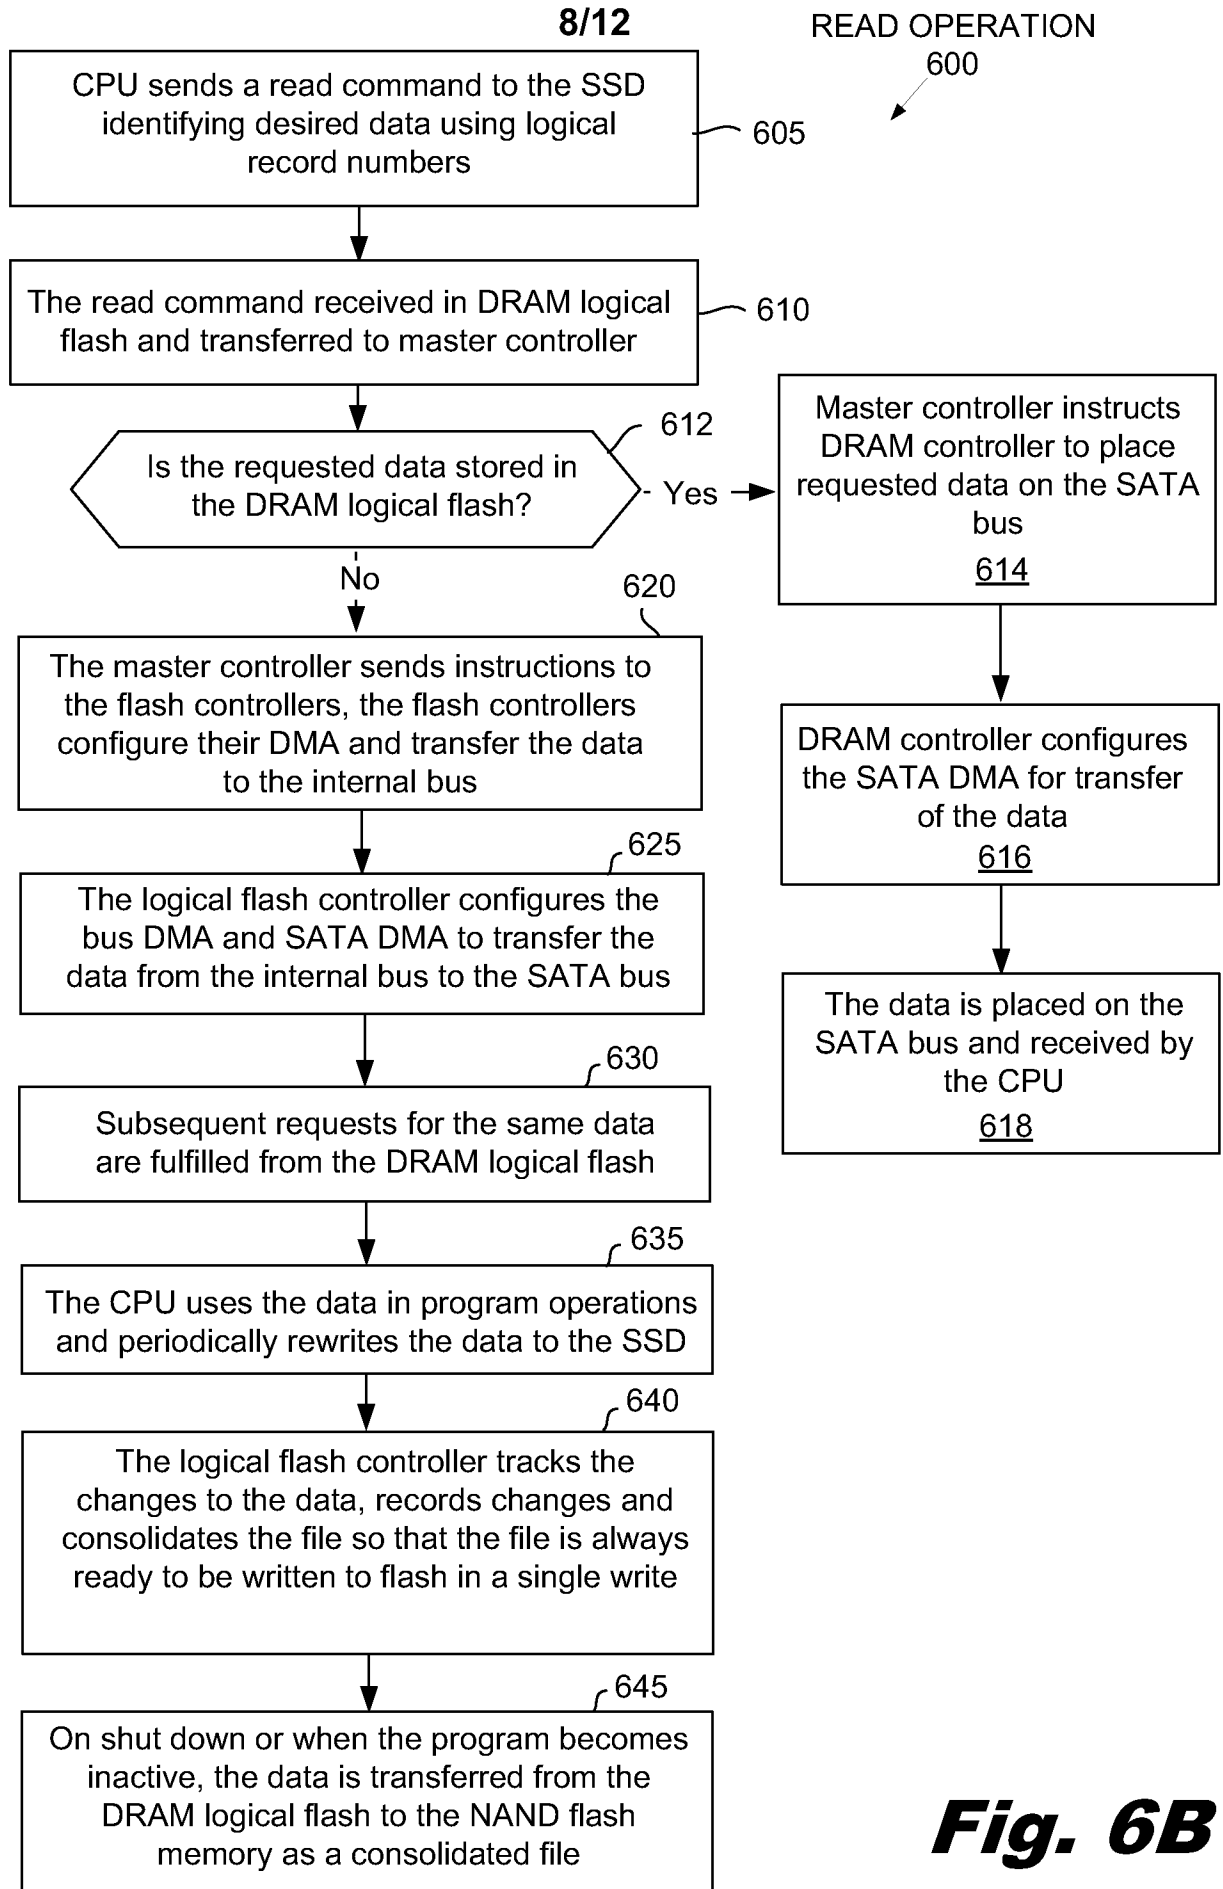 8/12
READ OPERATION
600
CPU sends a read command to the SSD
identifying desired data using logical
record numbers
605
The read command received in DRAM logical
flash and transferred to master controller
610
Is the requested data stored in
the DRAM logical flash?
612
Yes
No
Master controller instructs
DRAM controller to place
requested data on the SATA
bus
614
DRAM controller configures
the SATA DMA for transfer
of the data
616
The data is placed on the
SATA bus and received by
the CPU
618
620
The master controller sends instructions to
the flash controllers, the flash controllers
configure their DMA and transfer the data
to the internal bus
625
The logical flash controller configures the
bus DMA and SATA DMA to transfer the
data from the internal bus to the SATA bus
630
Subsequent requests for the same data
are fulfilled from the DRAM logical flash
635
The CPU uses the data in program operations
and periodically rewrites the data to the SSD
640
The logical flash controller tracks the
changes to the data, records changes and
consolidates the file so that the file is always
ready to be written to flash in a single write
645
On shut down or when the program becomes
inactive, the data is transferred from the
DRAM logical flash to the NAND flash
memory as a consolidated file
Fig. 6B